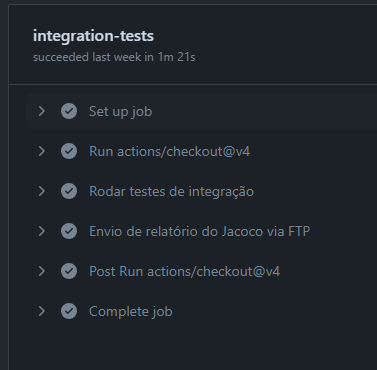 integration-tests
succeeded last week in 1m 21s
Set up job
Run actions/checkout@v4
Rodar testes de integração
Envio de relatório do Jacoco via FTP
Post Run actions/checkout@v4
Complete job